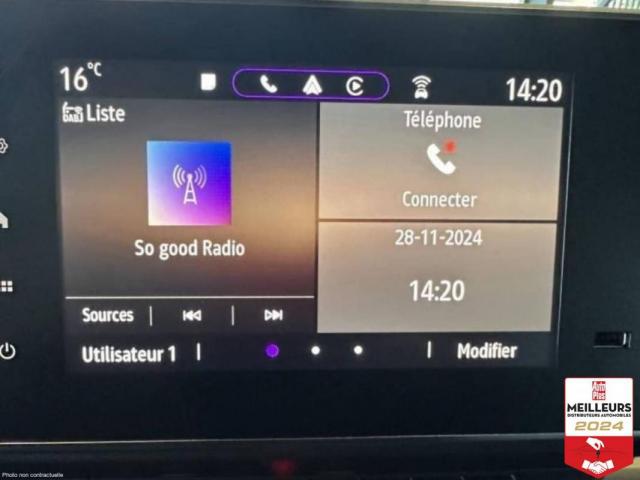 16°C
14:20
DAB Liste
Téléphone
Connecter
So good Radio
28-11-2024
14:20
Sources
Utilisateur 1
Modifier
Auto Plus
MEILLEURS
DISTRIBUTEURS AUTOMOBILES
2024
Photo non contractuelle